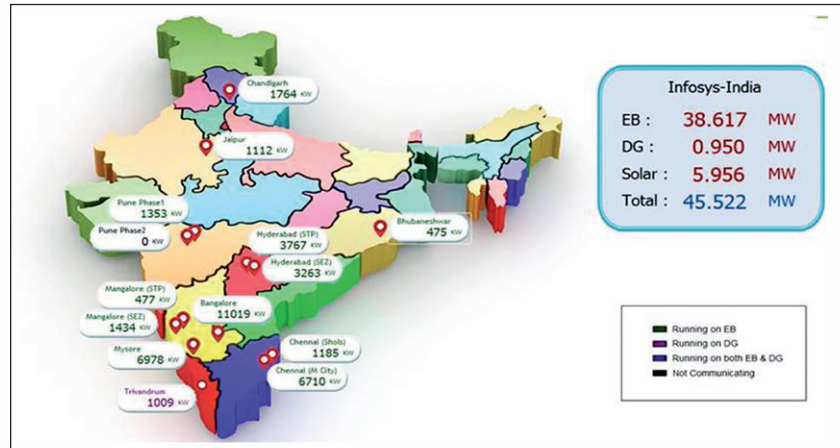 Chandigarh
1764 KW
Jaipur
1112 KW
Pune Phase1
1353 KW
Pune Phase2
0 KW
Hyderabad (STP)
3767 KW
Bhubaneshwar
475 KW
Hyderabad (SEZ)
3263 KW
Mangalore (STP)
477 KW
Bangalore
11019 KW
Mangalore (SEZ)
1434 KW
Mysore
6978 KW
Chennai (Shols)
1185 KW
Chennai (M City)
6710 KW
Trivandrum
1009 KW
Infosys-India
EB : 38.617 MW
DG : 0.950 MW
Solar : 5.956 MW
Total : 45.522 MW
Running on EB
Running on DG
Running on both EB & DG
Not Communicating